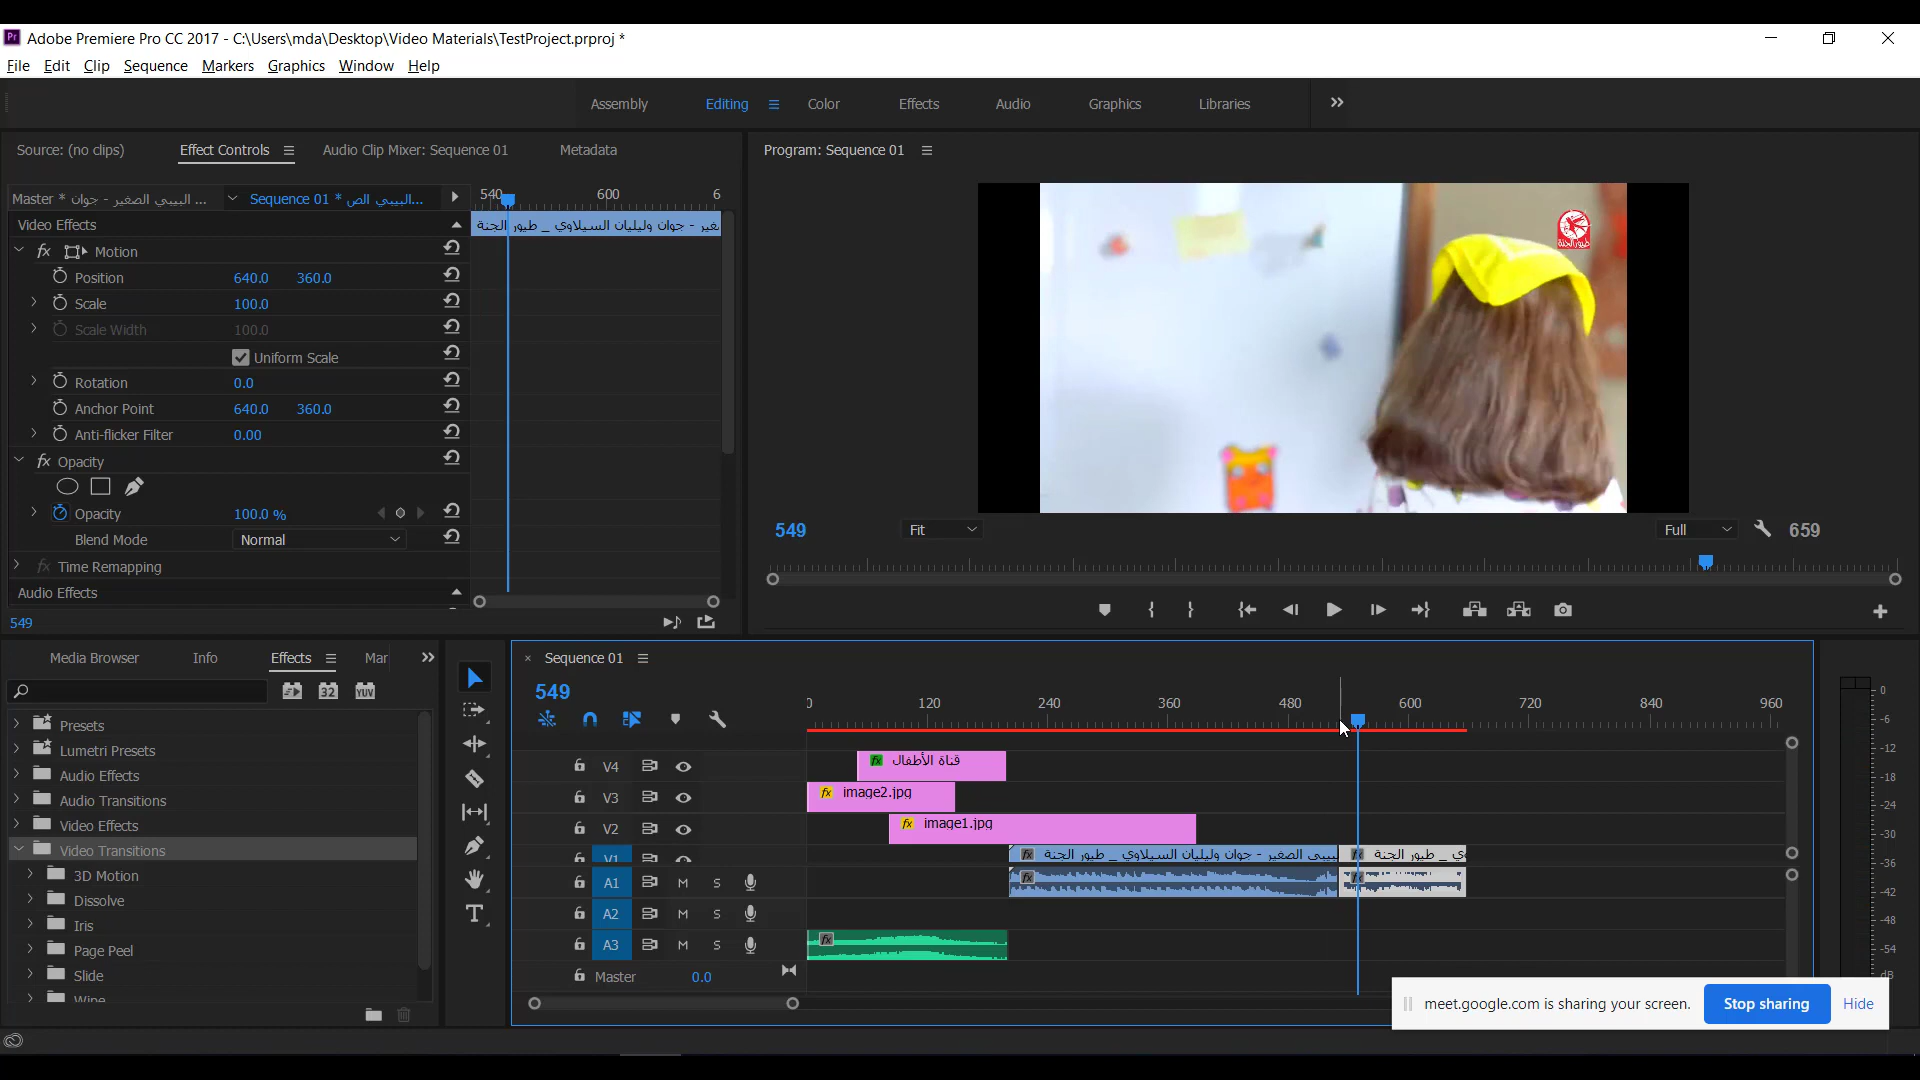 Adobe Premiere Pro CC 2017 - C:\Users\mda\Desktop\Video Materials\TestProject.prproj *
File Edit Clip Sequence Markers Graphics Window Help
Assembly Editing Color Effects Audio Graphics Libraries
Source: (no clips) Effect Controls Audio Clip Mixer: Sequence 01 Metadata
Master * البيبي الصغير - جوان ... Sequence 01 * البيبي الص...
540 600 6
Video Effects
غير - جوان وليليان السيلاوي _ طيور الجنة
Motion
Position 640.0 360.0
Scale 100.0
Scale Width 100.0
Uniform Scale
Rotation 0.0
Anchor Point 640.0 360.0
Anti-flicker Filter 0.00
Opacity
Opacity 100.0 %
Blend Mode Normal
Time Remapping
Audio Effects
549
Program: Sequence 01
طيور الجنة
549 Fit Full 659
Media Browser Info Effects Mar
32 YUV
Presets
Lumetri Presets
Audio Effects
Audio Transitions
Video Effects
Video Transitions
3D Motion
Dissolve
Iris
Page Peel
Slide
Wipe
Sequence 01
549
0 120 240 360 480 600 720 840 960
V4 قناة الأطفال
V3 image2.jpg
V2 image1.jpg
V1 بيبي الصغير - جوان وليليان السيلاوي _ طيور الجنة ي _ طيور الجنة
A1 M S
A2 M S
A3 M S
Master 0.0
0
-6
-12
-18
-24
-30
-36
-42
-48
-54
dB
meet.google.com is sharing your screen. Stop sharing Hide